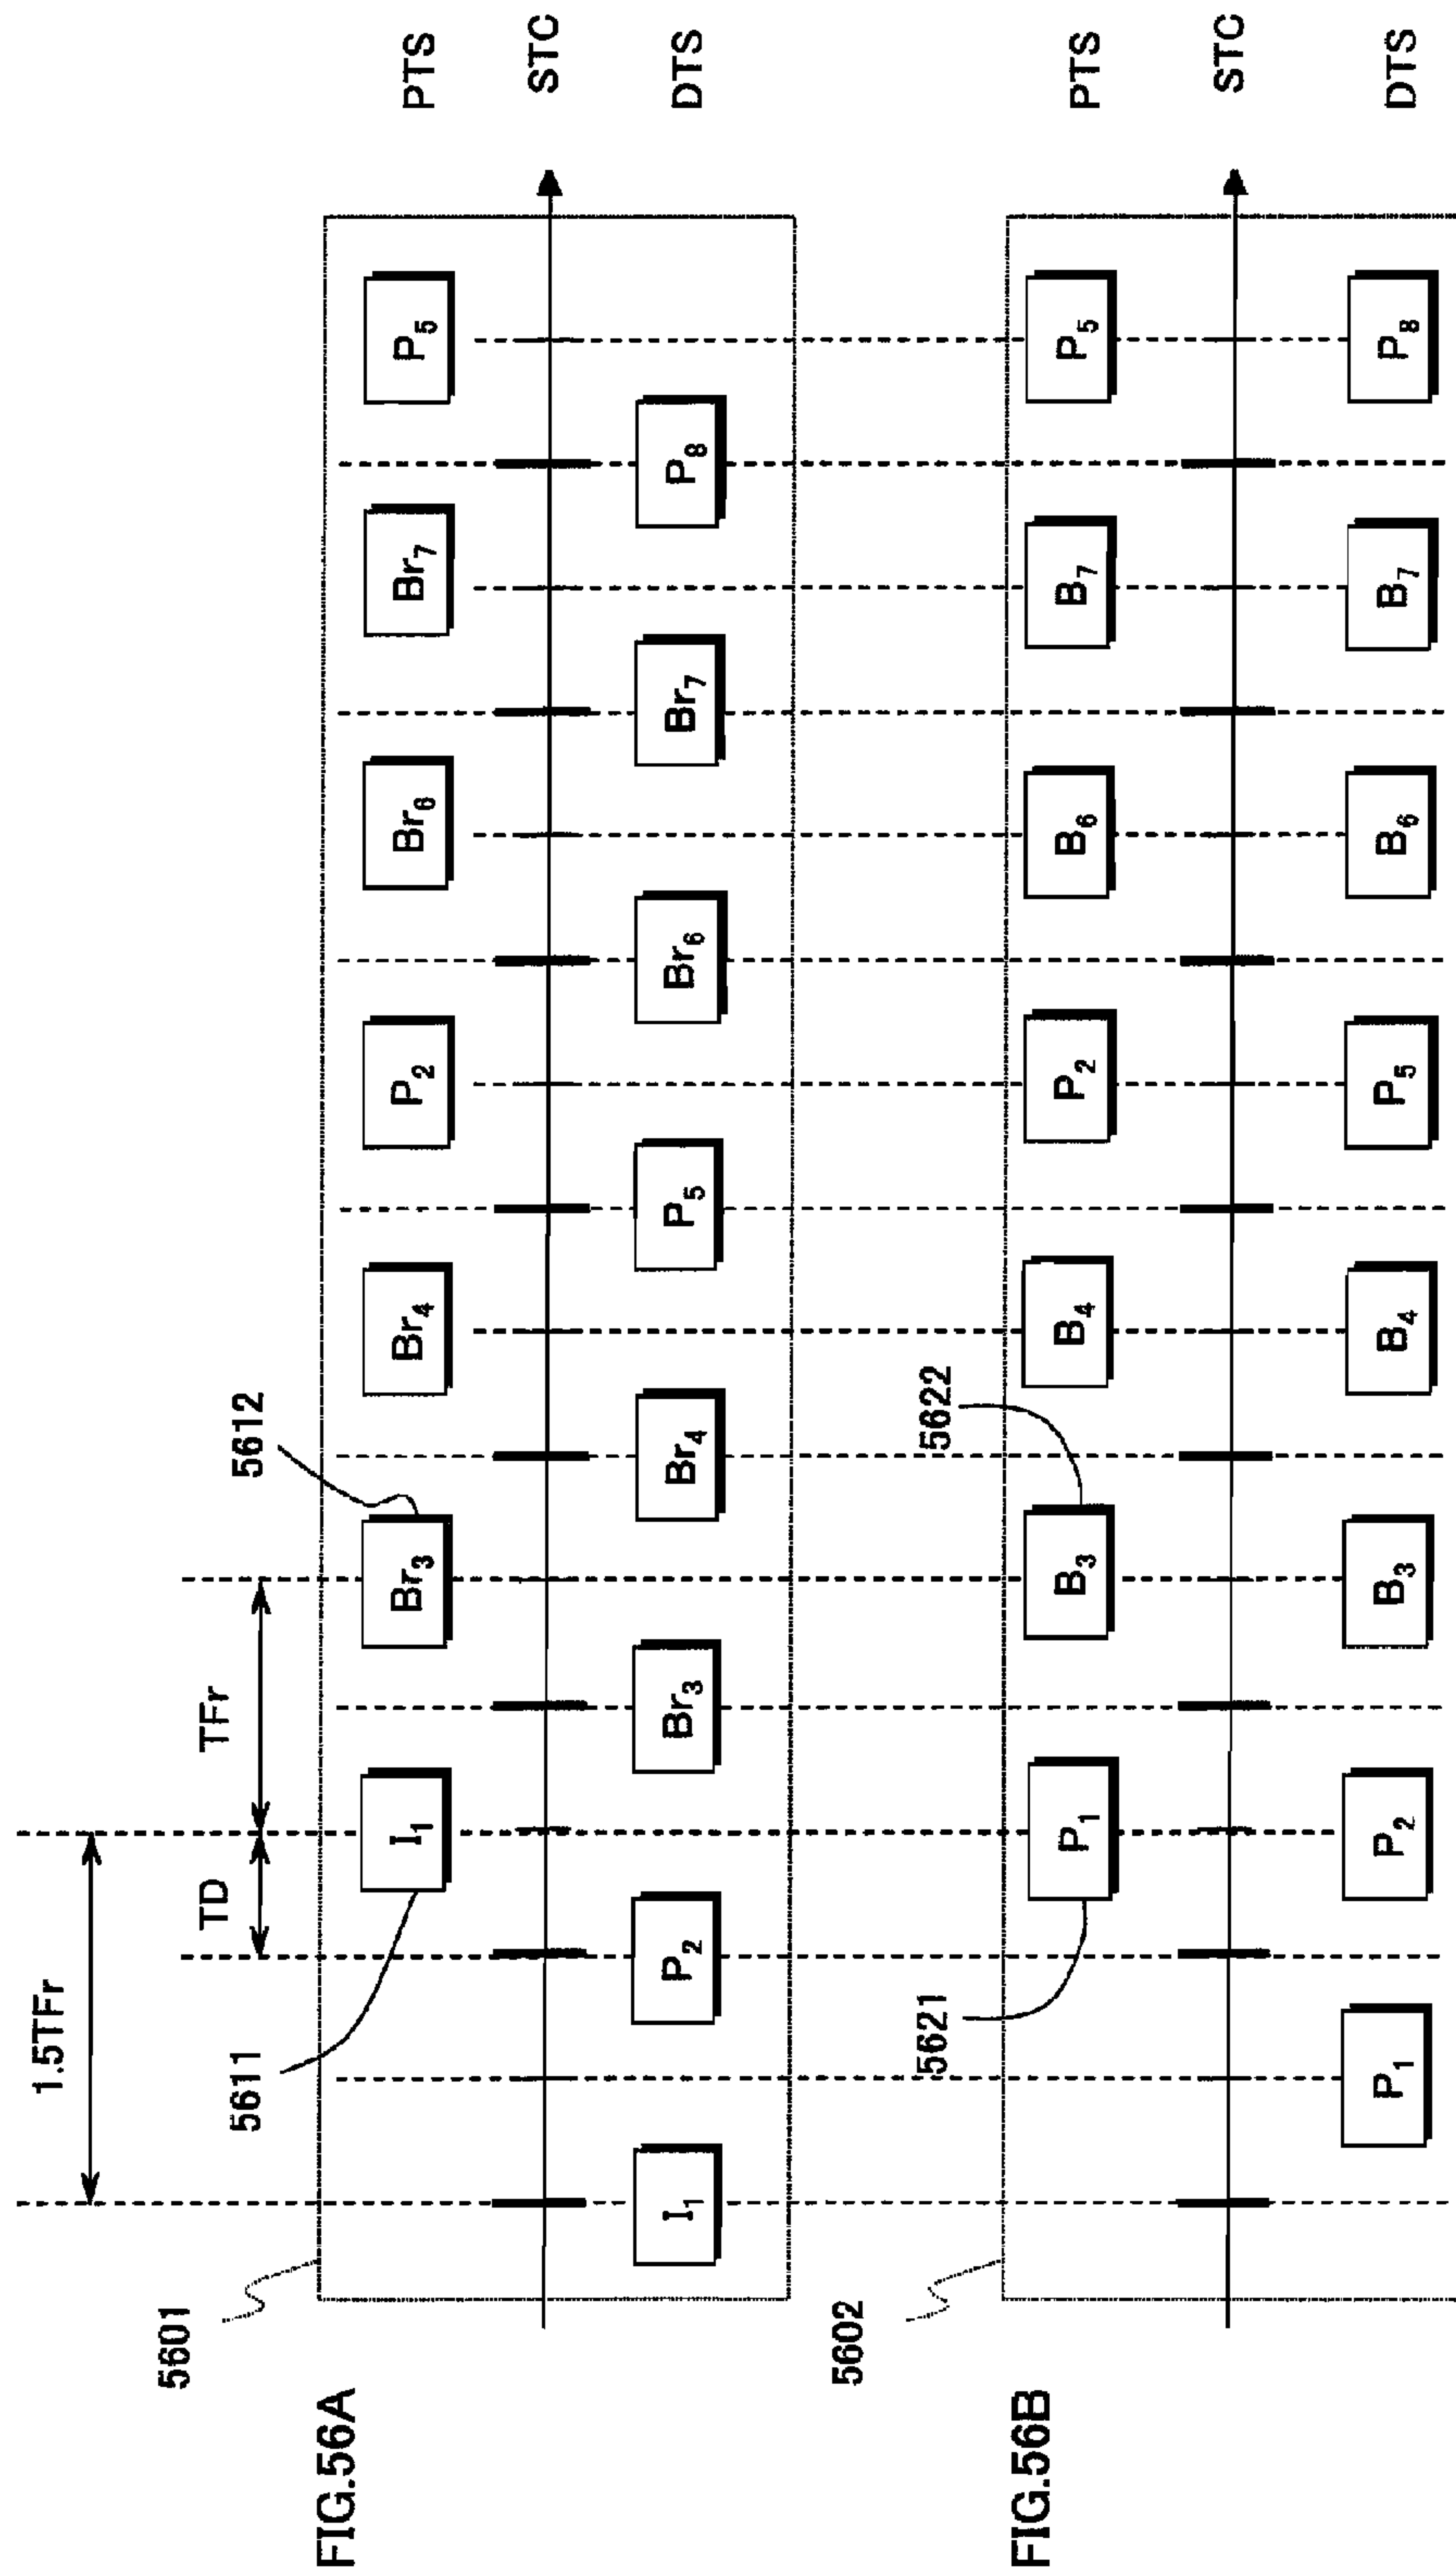 1.5TFr
TD
TFr
5601
5611
5612
I₁
Br₃
Br₄
P₂
Br₆
Br₇
P₅
PTS
STC
I₁
P₂
Br₃
Br₄
P₅
Br₆
Br₇
P₈
DTS
FIG.56A
5602
5621
5622
P₁
B₃
B₄
P₂
B₆
B₇
P₅
PTS
STC
P₁
P₂
B₃
B₄
P₅
B₆
B₇
P₈
DTS
FIG.56B